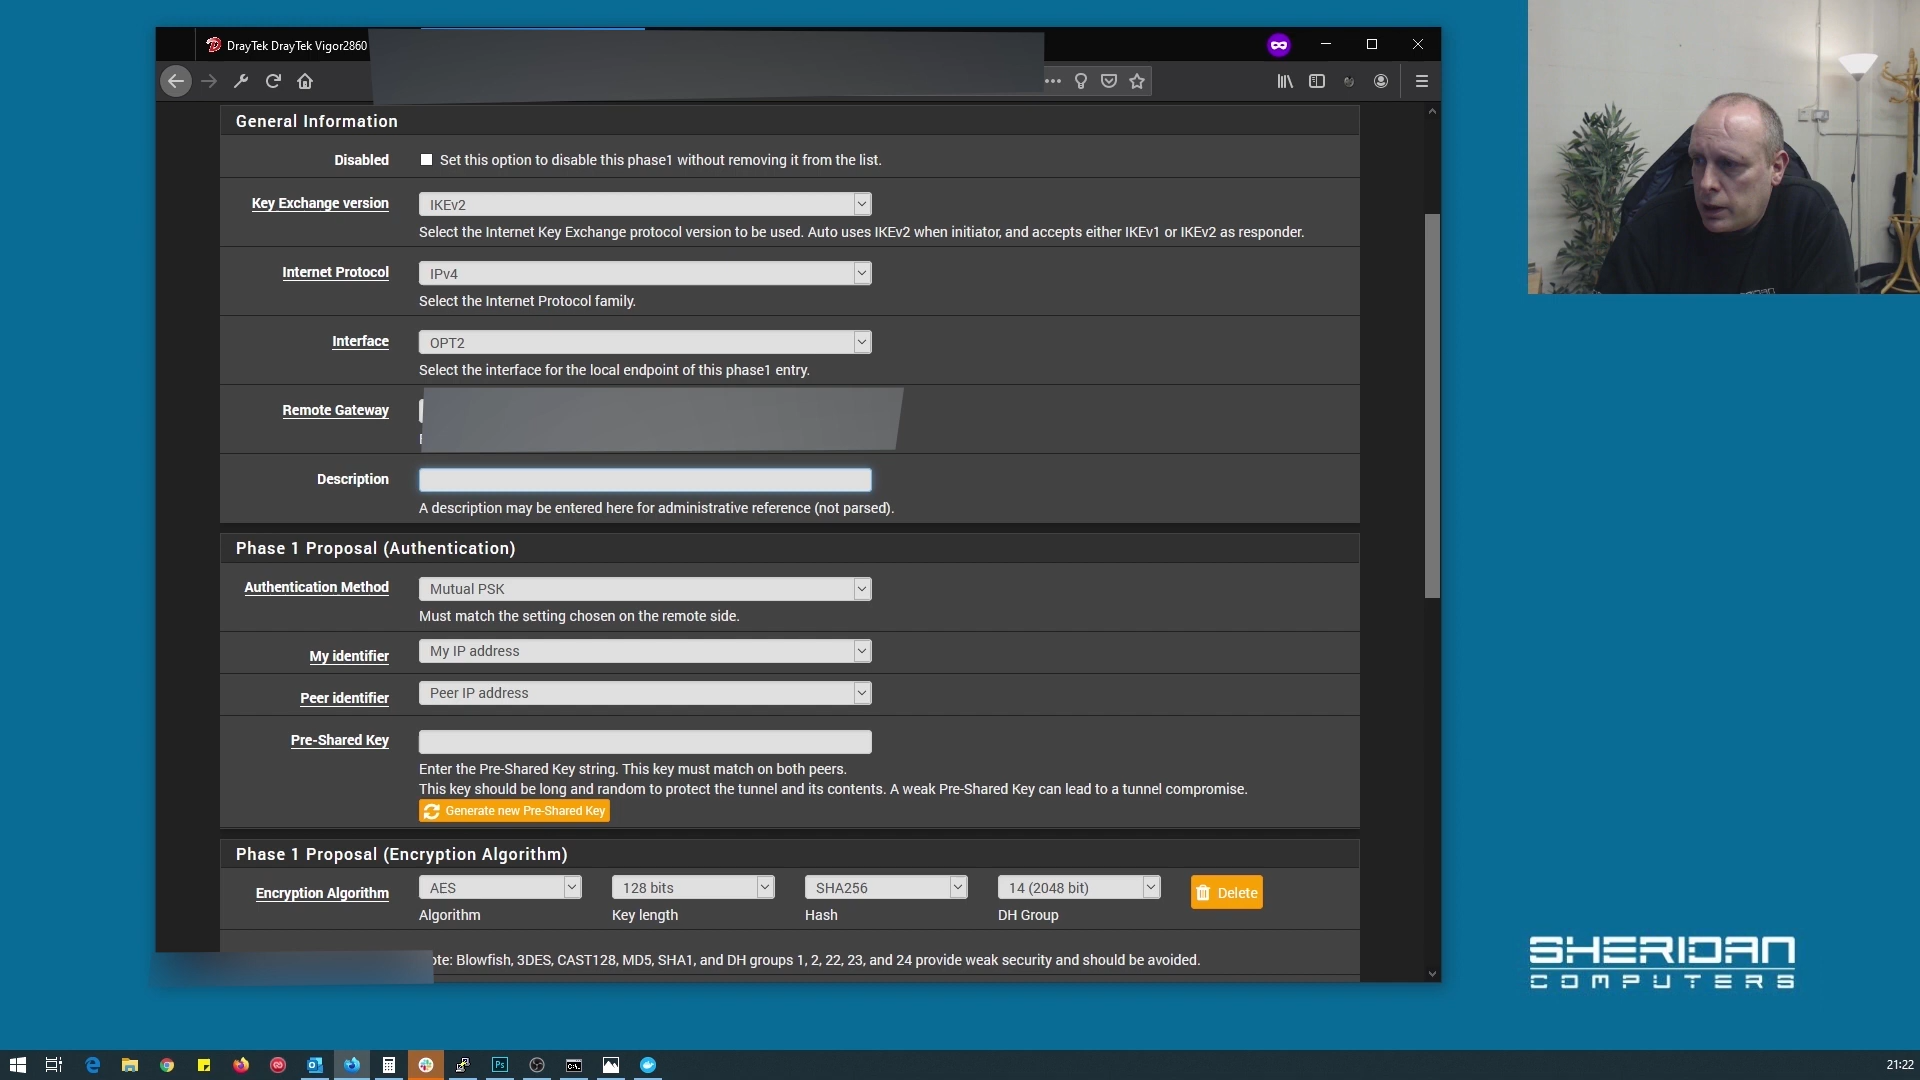 DrayTek DrayTek Vigor2860
General Information
Disabled
Set this option to disable this phase1 without removing it from the list.
Key Exchange version
IKEv2
Select the Internet Key Exchange protocol version to be used. Auto uses IKEv2 when initiator, and accepts either IKEv1 or IKEv2 as responder.
Internet Protocol
IPv4
Select the Internet Protocol family.
Interface
OPT2
Select the interface for the local endpoint of this phase1 entry.
Remote Gateway
Description
A description may be entered here for administrative reference (not parsed).
Phase 1 Proposal (Authentication)
Authentication Method
Mutual PSK
Must match the setting chosen on the remote side.
My identifier
My IP address
Peer identifier
Peer IP address
Pre-Shared Key
Enter the Pre-Shared Key string. This key must match on both peers.
This key should be long and random to protect the tunnel and its contents. A weak Pre-Shared Key can lead to a tunnel compromise.
Generate new Pre-Shared Key
Phase 1 Proposal (Encryption Algorithm)
Encryption Algorithm
AES 128 bits SHA256 14 (2048 bit) Delete
Algorithm Key length Hash DH Group
ote: Blowfish, 3DES, CAST128, MD5, SHA1, and DH groups 1, 2, 22, 23, and 24 provide weak security and should be avoided.
SHERIDAN
COMPUTERS
Ps
21:22